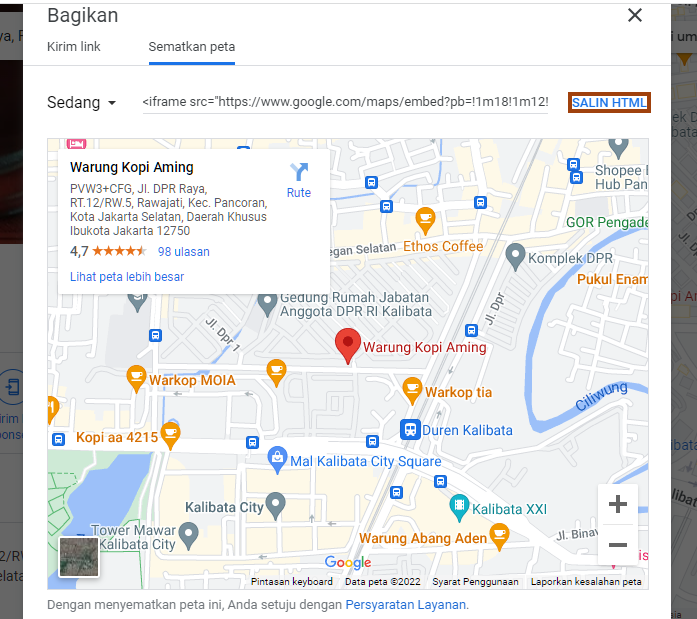 Bagikan
Kirim link
Sematkan peta
Sedang
<iframe src="https://www.google.com/maps/embed?pb=!1m18!1m12!
SALIN HTML
Warung Kopi Aming
Rute
PVW3+CFG, Jl. DPR Raya,
RT.12/RW.5, Rawajati, Kec. Pancoran,
Kota Jakarta Selatan, Daerah Khusus
Ibukota Jakarta 12750
4,7
98 ulasan
Lihat peta lebih besar
Shopee
Hub Pan
GOR Pengade
Ethos Coffee
egan Selatan
Komplek DPR
Pukul Enam
Gedung Rumah Jabatan
Anggota DPR RI Kalibata
Jl. Dpr
Jl. Dpr 1
Warung Kopi Aming
Warkop MOIA
Warkop tia
Ciliwung
Kopi aa 4215
Duren Kalibata
Mal Kalibata City Square
Kalibata City
Kalibata XXI
Tower Mawar
Kalibata City
Warung Abang Aden
Jl. Binav
Google
Pintasan keyboard
Data peta ©2022
Syarat Penggunaan
Laporkan kesalahan peta
Dengan menyematkan peta ini, Anda setuju dengan Persyaratan Layanan.